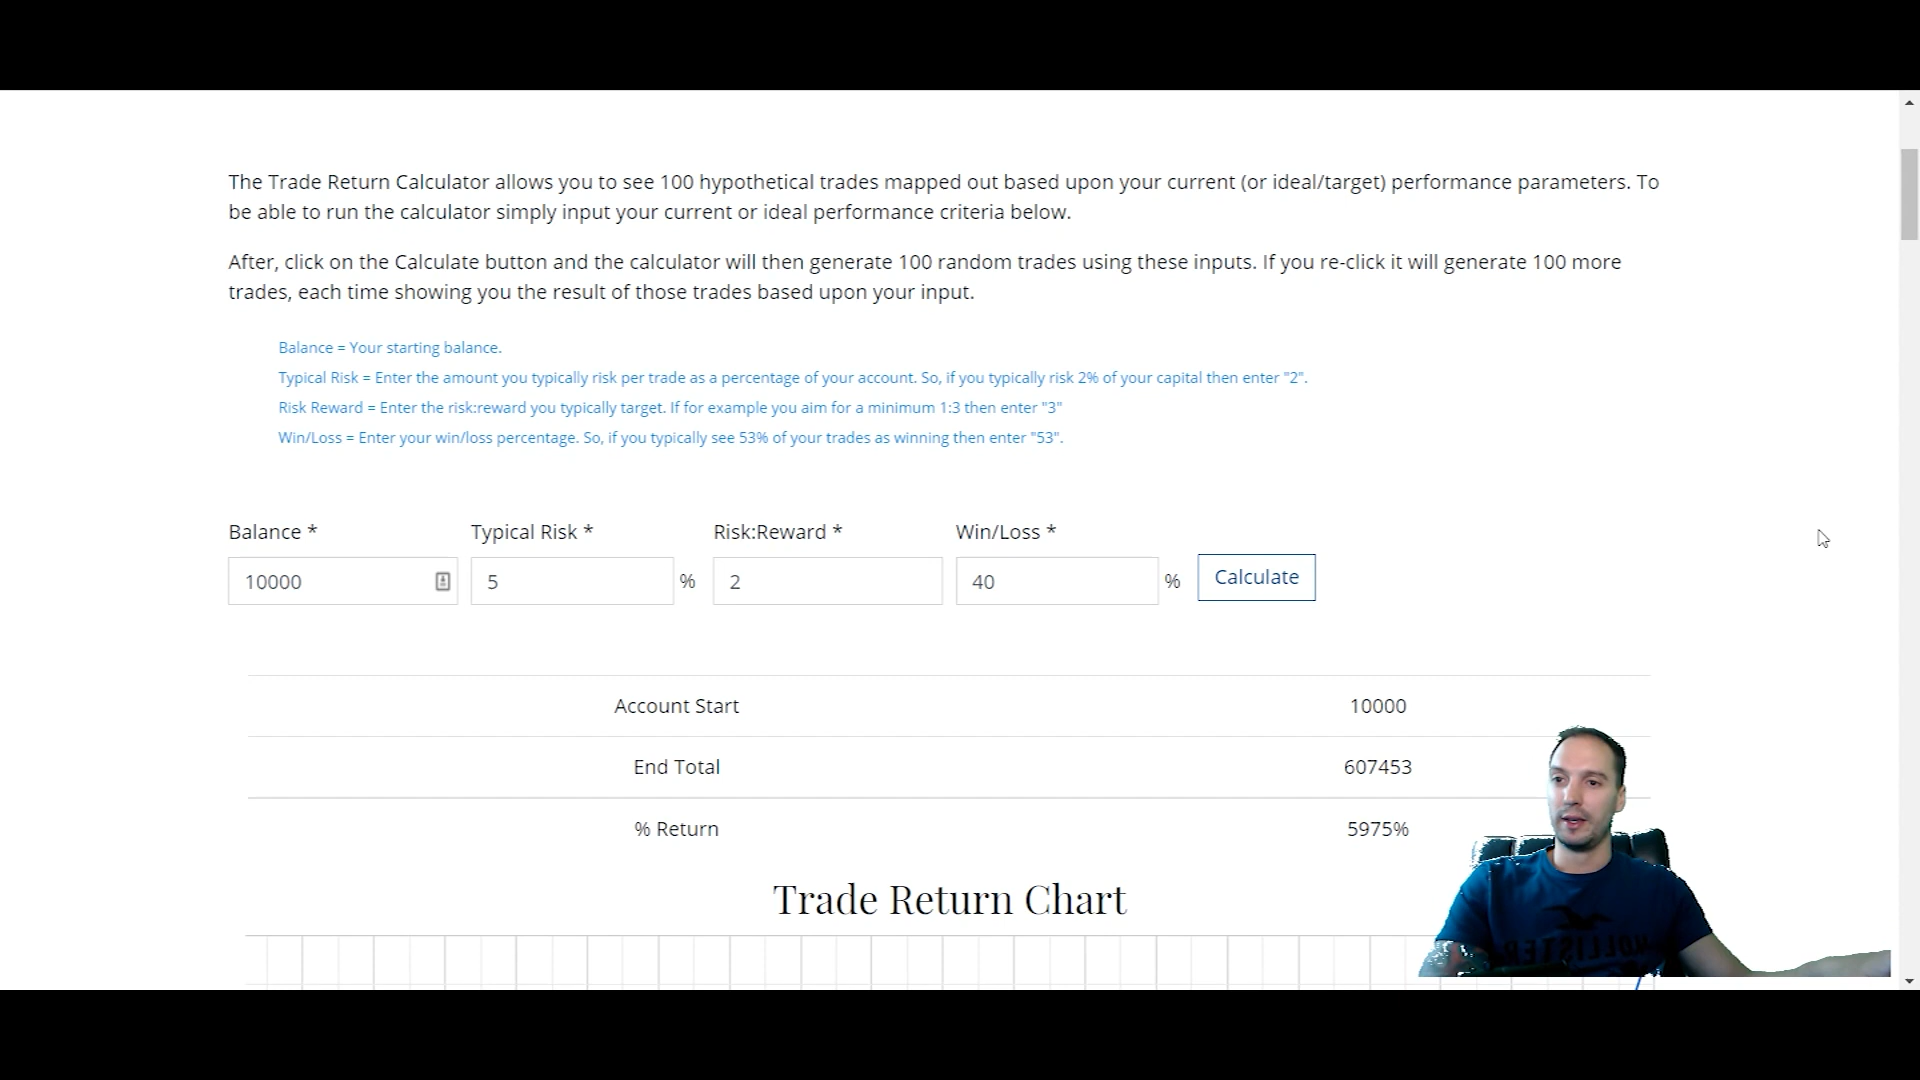 The Trade Return Calculator allows you to see 100 hypothetical trades mapped out based upon your current (or ideal/target) performance parameters. To
be able to run the calculator simply input your current or ideal performance criteria below.
After, click on the Calculate button and the calculator will then generate 100 random trades using these inputs. If you re-click it will generate 100 more
trades, each time showing you the result of those trades based upon your input.
Balance = Your starting balance.
Typical Risk = Enter the amount you typically risk per trade as a percentage of your account. So, if you typically risk 2% of your capital then enter "2".
Risk Reward = Enter the risk:reward you typically target. If for example you aim for a minimum 1:3 then enter "3"
Win/Loss = Enter your win/loss percentage. So, if you typically see 53% of your trades as winning then enter "53".
Balance * Typical Risk * Risk:Reward * Win/Loss *
10000 5 % 2 40 % Calculate
Account Start 10000
End Total 607453
% Return 5975%
Trade Return Chart
HOLLISTER